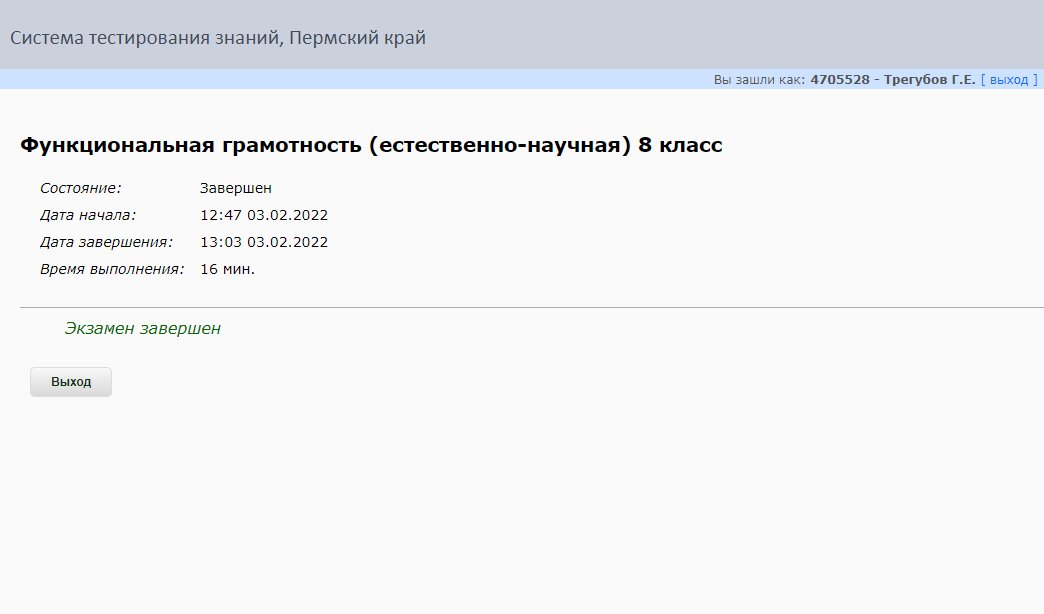 Система тестирования знаний, Пермский край
Вы зашли как: 4705528 - Трегубов Г.Е. [ выход ]
Функциональная грамотность (естественно-научная) 8 класс
Состояние: Завершен
Дата начала: 12:47 03.02.2022
Дата завершения: 13:03 03.02.2022
Время выполнения: 16 мин.
Экзамен завершен
Выход